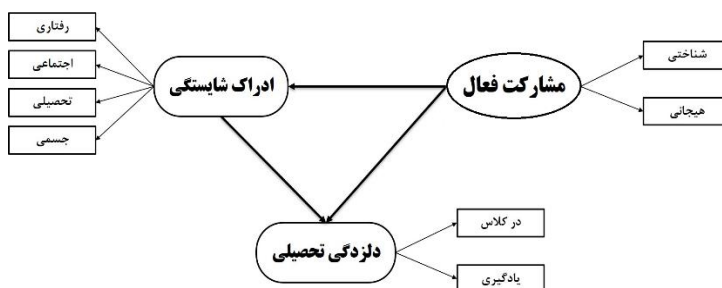 رفتاری
اجتماعی
تحصیلی
جسمی
ادراک شایستگی
مشارکت فعال
شناختی
هیجانی
دلزدگی تحصیلی
در کلاس
یادگیری